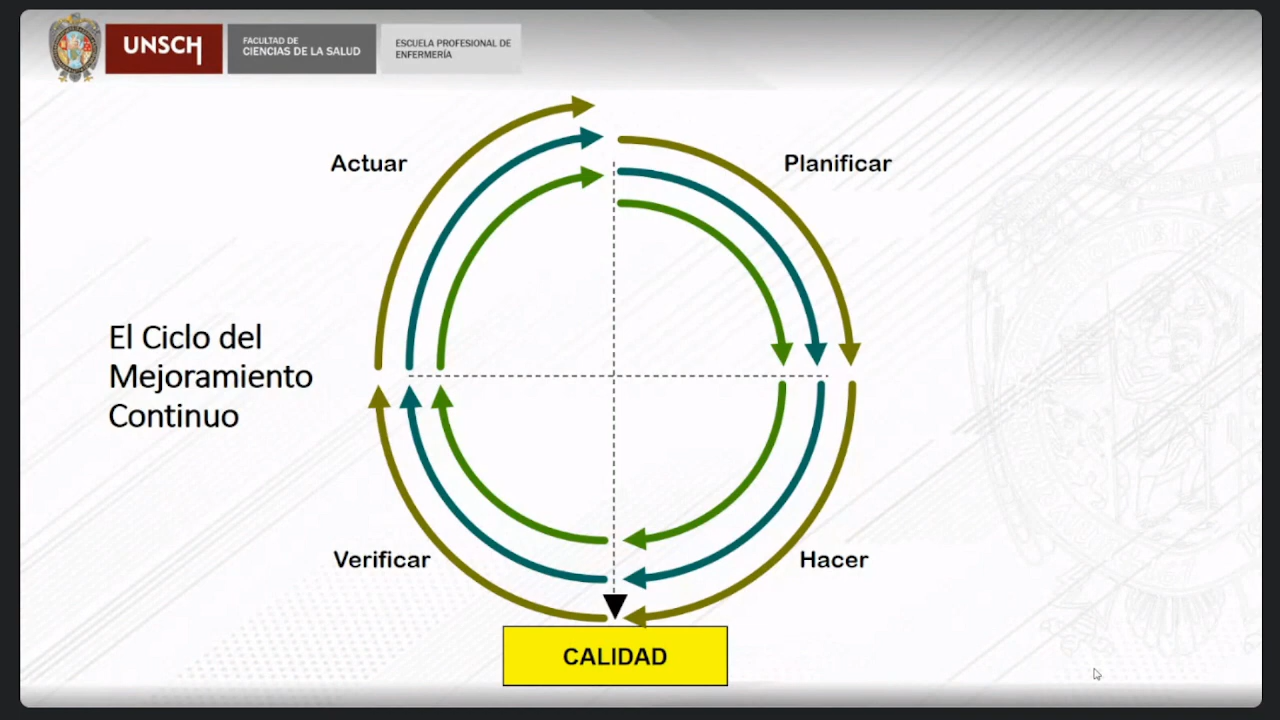 UNSCH
FACULTAD DE
CIENCIAS DE LA SALUD
ESCUELA PROFESIONAL DE
ENFERMERÍA
Actuar
Planificar
El Ciclo del
Mejoramiento
Continuo
Verificar
Hacer
CALIDAD